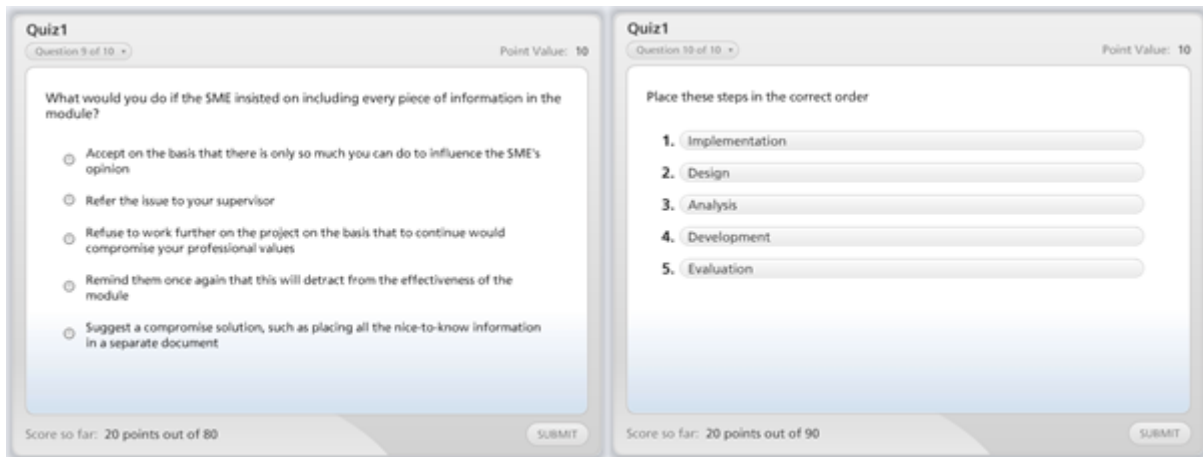 Quiz1
Question 9 of 10
Point Value: 10
What would you do if the SME insisted on including every piece of information in the
module?
Accept on the basis that there is only so much you can do to influence the SME's
opinion
Refer the issue to your supervisor
Refuse to work further on the project on the basis that to continue would
compromise your professional values
Remind them once again that this will detract from the effectiveness of the
module
Suggest a compromise solution, such as placing all the nice-to-know information
in a separate document
Score so far: 20 points out of 80
SUBMIT
Quiz1
Question 10 of 10
Point Value: 10
Place these steps in the correct order
1. Implementation
2. Design
3. Analysis
4. Development
5. Evaluation
Score so far: 20 points out of 90
SUBMIT